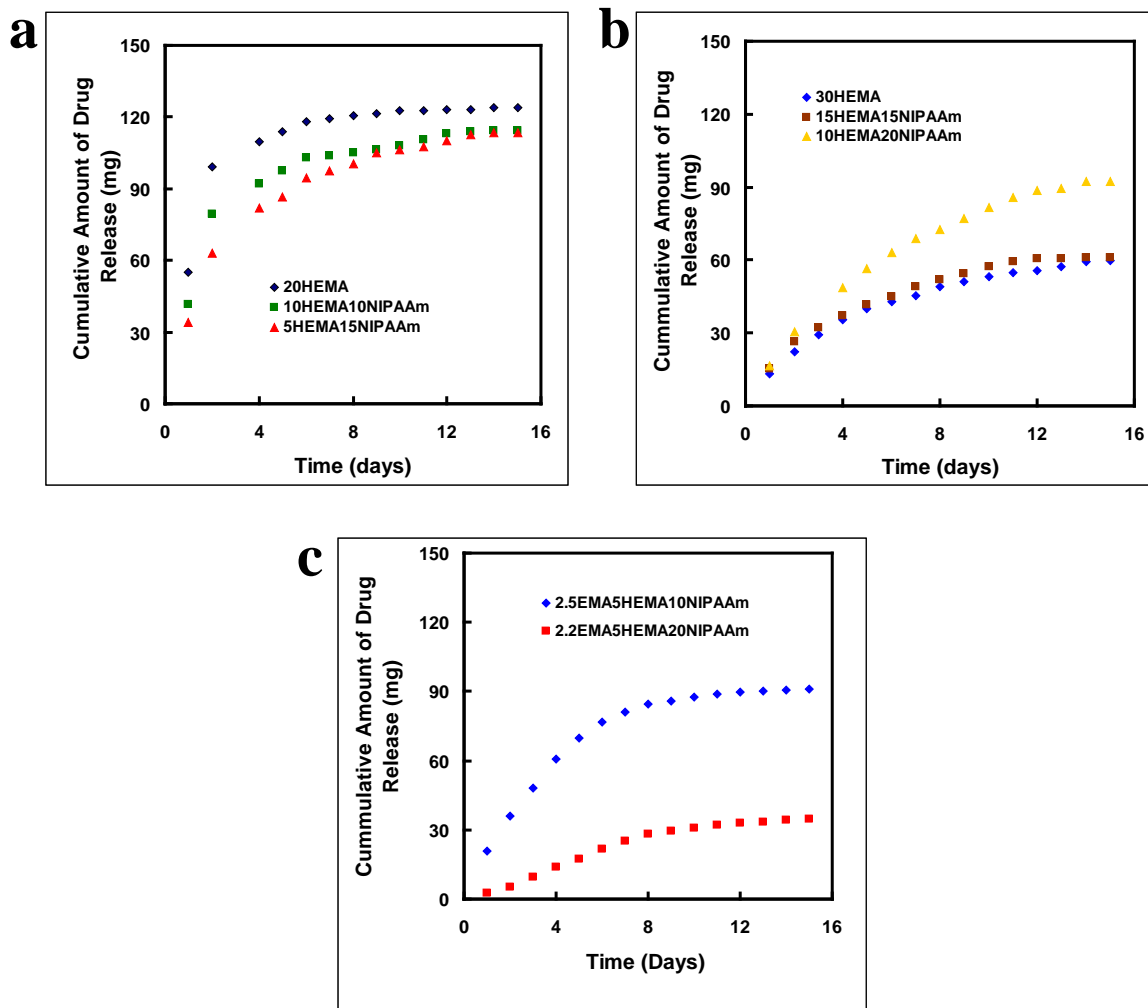 a
150
120
90
60
30
0
Cumulative Amount of Drug
Release (mg)
20HEMA
10HEMA10NIPAAm
5HEMA15NIPAAm
0 4 8 12 16
Time (days)
b
150
120
90
60
30
0
Cummulative Amount of Drug
Release (mg)
30HEMA
15HEMA15NIPAAm
10HEMA20NIPAAm
0 4 8 12 16
Time (days)
c
150
120
90
60
30
0
Cummulative Amount of Drug
Release (mg)
2.5EMA5HEMA10NIPAAm
2.2EMA5HEMA20NIPAAm
0 4 8 12 16
Time (Days)